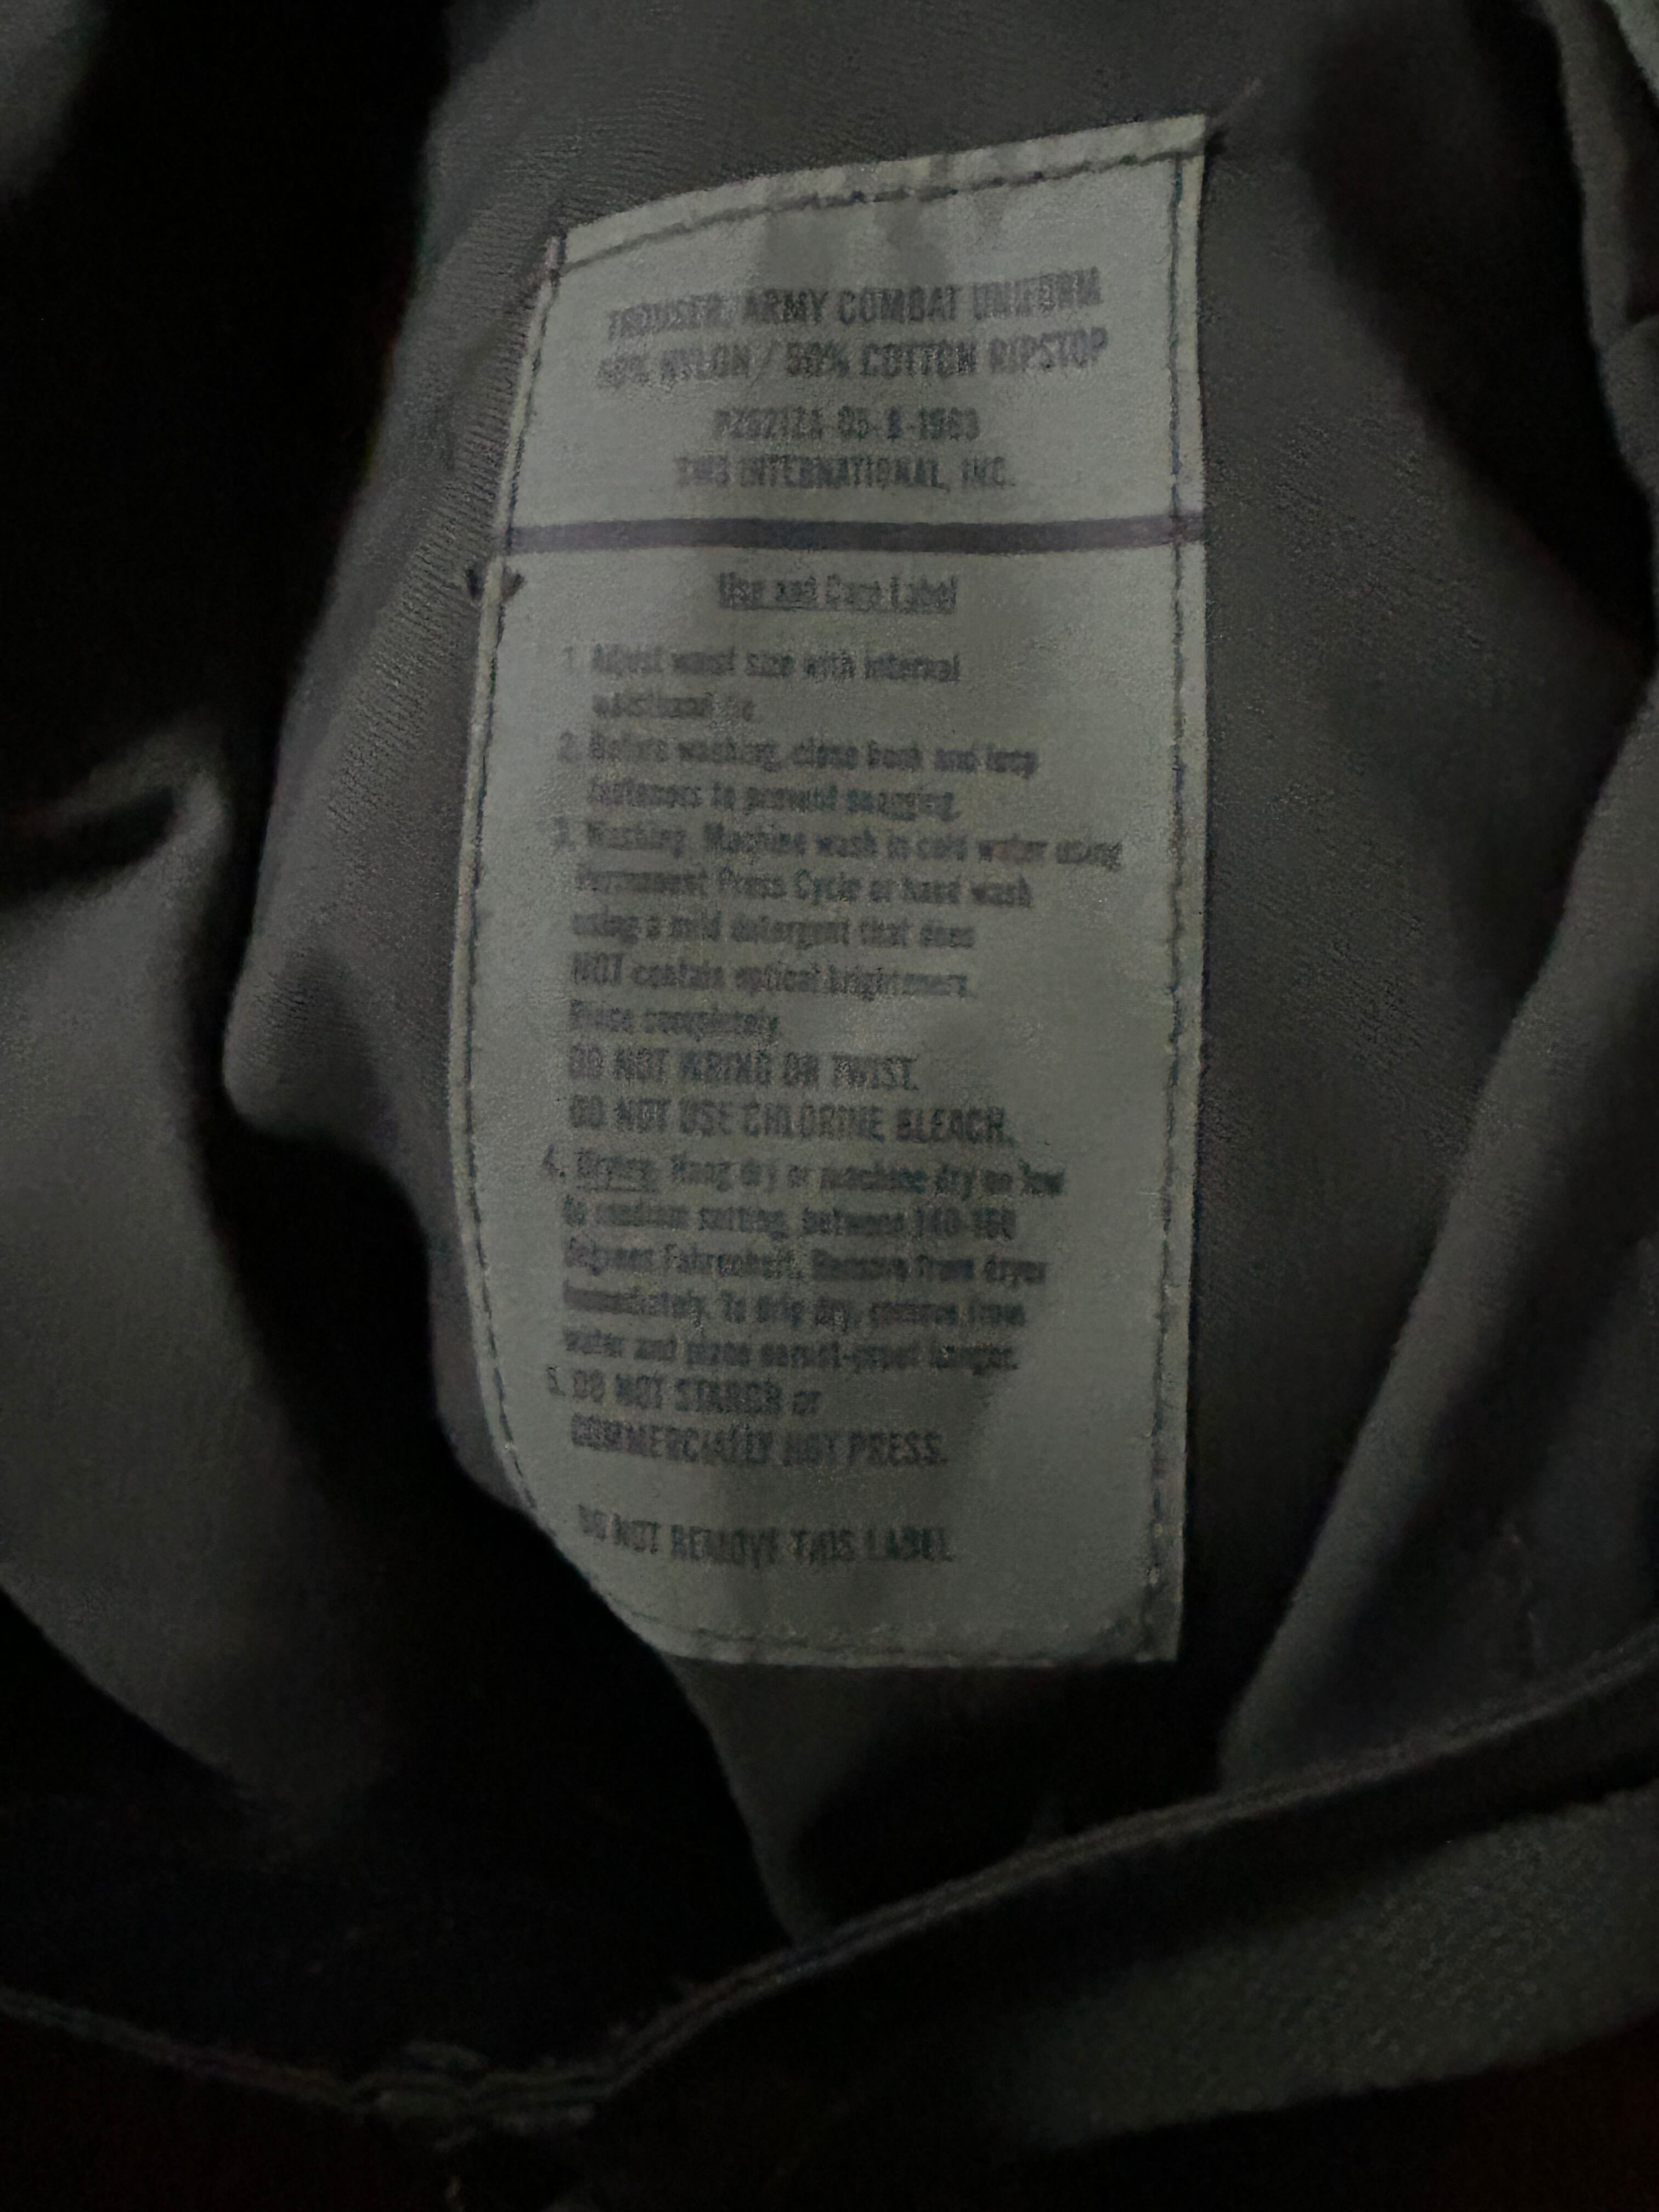 TROUSER, ARMY COMBAT UNIFORM
50% NYLON / 50% COTTON RIPSTOP
INTERNATIONAL, INC.
Use and Care Label
1. Adjust waist size with internal
waistband tie
2. Before washing, close hook and loop
fasteners to prevent snagging.
3. Washing. Machine wash in cold water using
Permanent Press Cycle or hand wash
using a mild detergent that does
NOT contain optical brighteners.
Rinse completely
DO NOT WRING OR TWIST.
DO NOT USE CHLORINE BLEACH.
4. Drying: Hang dry or machine dry on low
to medium setting, between
degrees Fahrenheit. Remove from dryer
immediately. To drip dry, remove from
water and place rust-proof hanger.
5. DO NOT STARCH or
COMMERCIALLY HOT PRESS.
DO NOT REMOVE THIS LABEL